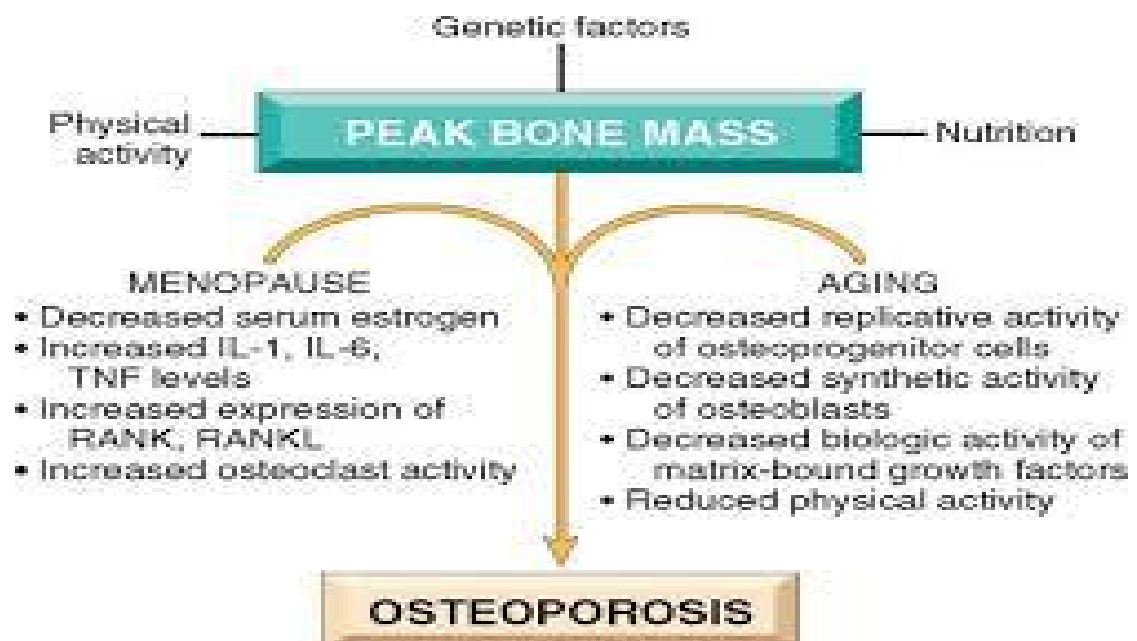 Genetic factors
Physical
activity
PEAK BONE MASS
Nutrition
MENOPAUSE
• Decreased serum estrogen
• Increased IL-1, IL-6,
TNF levels
• Increased expression of
RANK, RANKL
• Increased osteoclast activity
AGING
• Decreased replicative activity
of osteoprogenitor cells
• Decreased synthetic activity
of osteoblasts
• Decreased biologic activity of
matrix-bound growth factors
• Reduced physical activity
OSTEOPOROSIS